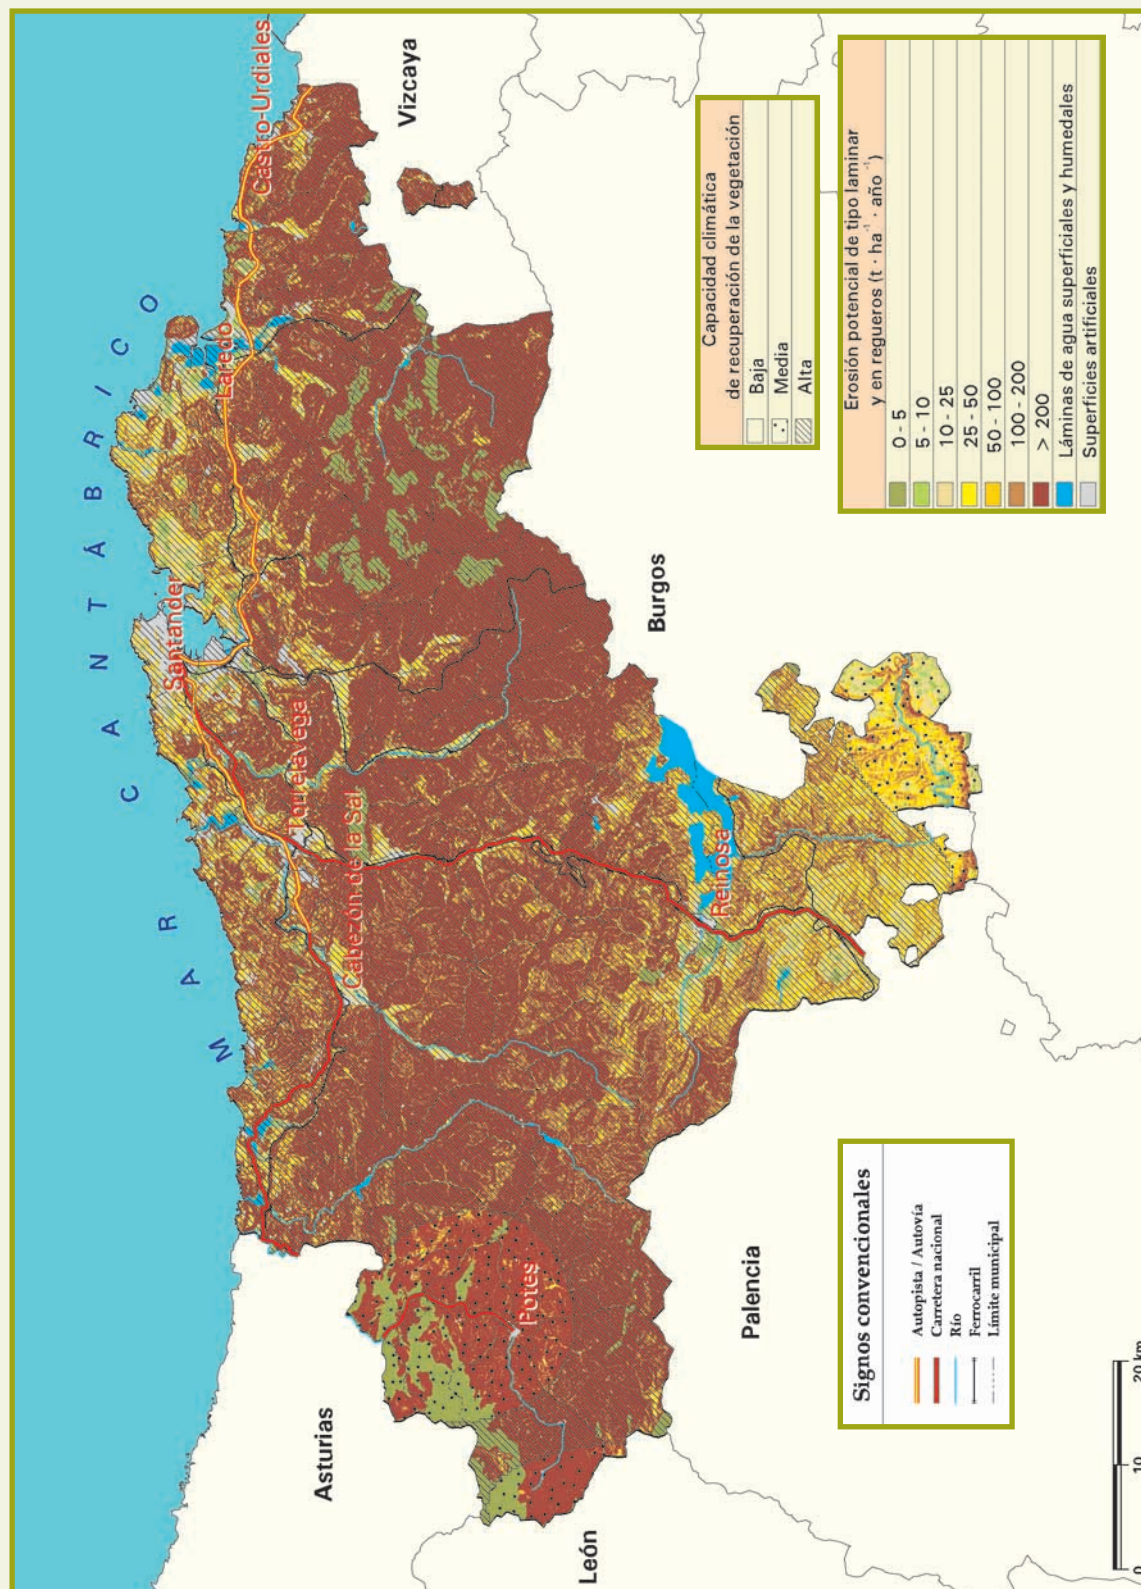 MAR CANTÁBRICO
Castro-Urdiales
Laredo
Santander
Torrelavega
Cabezón de la Sal
Reinosa
Potes
Vizcaya
Burgos
Palencia
Asturias
León
Capacidad climática
de recuperación de la vegetación
Baja
Media
Alta
Erosión potencial de tipo laminar
y en regueros (t · ha⁻¹ · año⁻¹)
0 - 5
5 - 10
10 - 25
25 - 50
50 - 100
100 - 200
> 200
Láminas de agua superficiales y humedales
Superficies artificiales
Signos convencionales
Autopista / Autovía
Carretera nacional
Río
Ferrocarril
Límite municipal
0 10 20 km